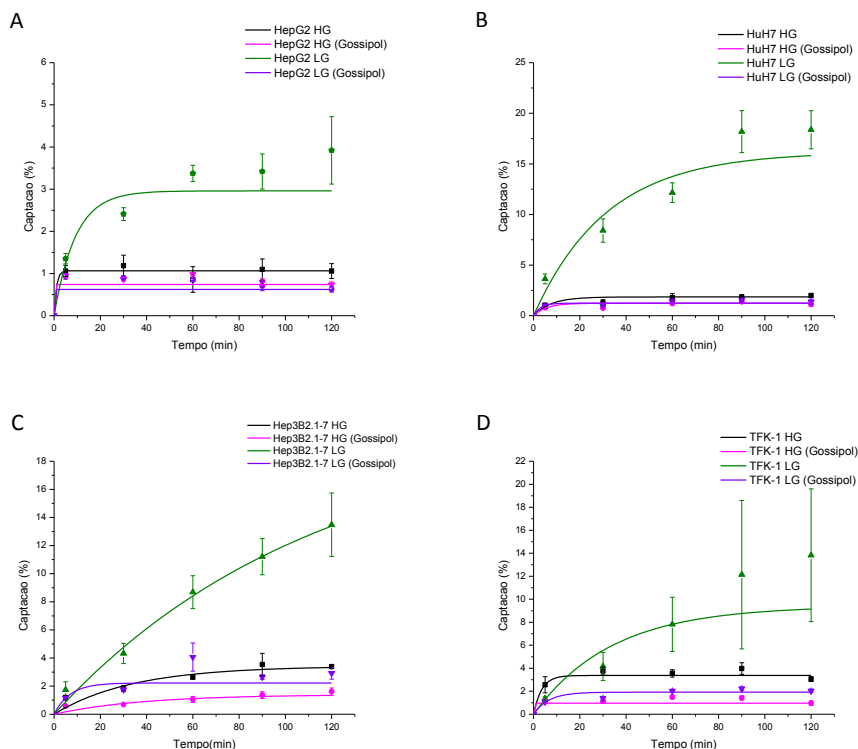 A
HepG2 HG
HepG2 HG (Gossipol)
HepG2 LG
HepG2 LG (Gossipol)
6
5
4
3
2
1
0
Captacao (%)
0 20 40 60 80 100 120
Tempo (min)
B
HuH7 HG
HuH7 HG (Gossipol)
HuH7 LG
HuH7 LG (Gossipol)
25
20
15
10
5
0
Captacao (%)
0 20 40 60 80 100 120
Tempo (min)
C
Hep3B2.1-7 HG
Hep3B2.1-7 HG (Gossipol)
Hep3B2.1-7 LG
Hep3B2.1-7 LG (Gossipol)
18
16
14
12
10
8
6
4
2
0
Captacao (%)
0 20 40 60 80 100 120
Tempo(min)
D
TFK-1 HG
TFK-1 HG (Gossipol)
TFK-1 LG
TFK-1 LG (Gossipol)
22
20
18
16
14
12
10
8
6
4
2
0
Captacao (%)
0 20 40 60 80 100 120
Tempo (min)